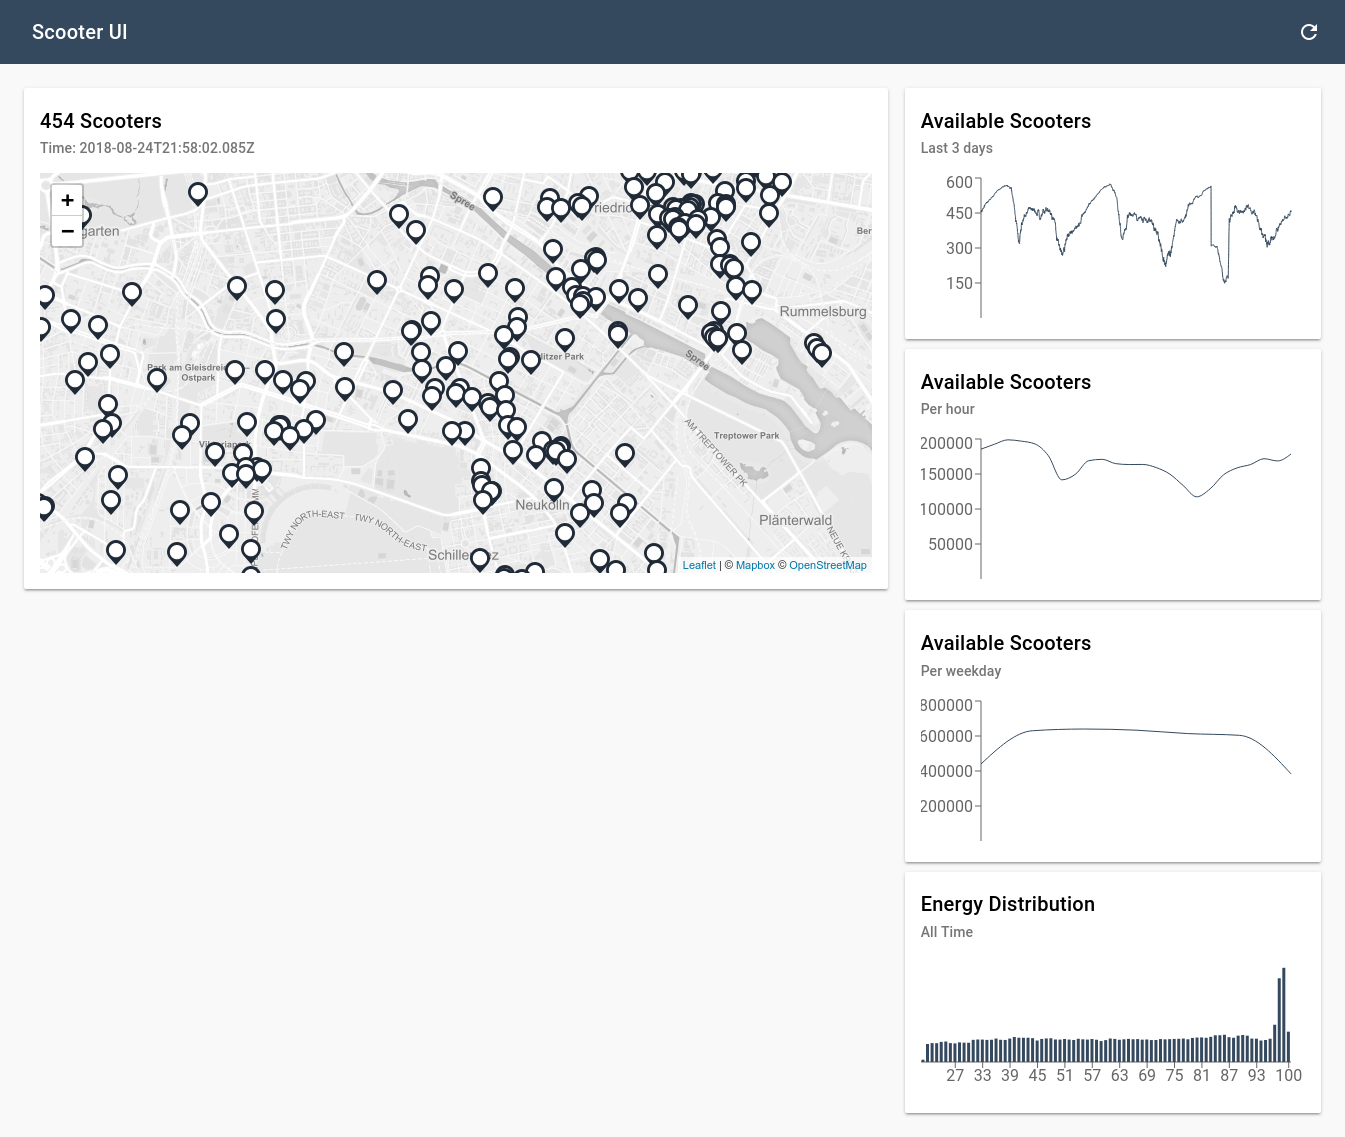 Scooter UI
454 Scooters
Time: 2018-08-24T21:58:02.085Z
+
−
garten
Spree
riedric
Ber
Rummelsburg
Park am Gleisdrei
Ostpark
litzer Park
Spree
AM TREPTOWER PK
Treptower Park
Viktoriapark
Neukölln
Plänterwald
TWY NORTH-EAST
TWY NORTH-EAST
NEUE K
Schiller
z
Leaflet | © Mapbox © OpenStreetMap
Available Scooters
Last 3 days
600
450
300
150
Available Scooters
Per hour
200000
150000
100000
50000
Available Scooters
Per weekday
800000
600000
400000
200000
Energy Distribution
All Time
27 33 39 45 51 57 63 69 75 81 87 93 100